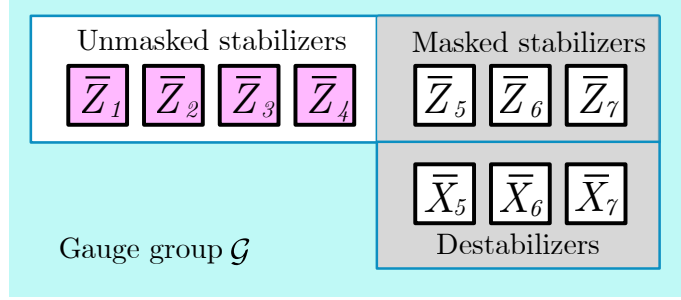 Unmasked stabilizers Masked stabilizers
Z̅₁ Z̅₂ Z̅₃ Z̅₄ Z̅₅ Z̅₆ Z̅₇
X̅₅ X̅₆ X̅₇
Gauge group 𝒢 Destabilizers